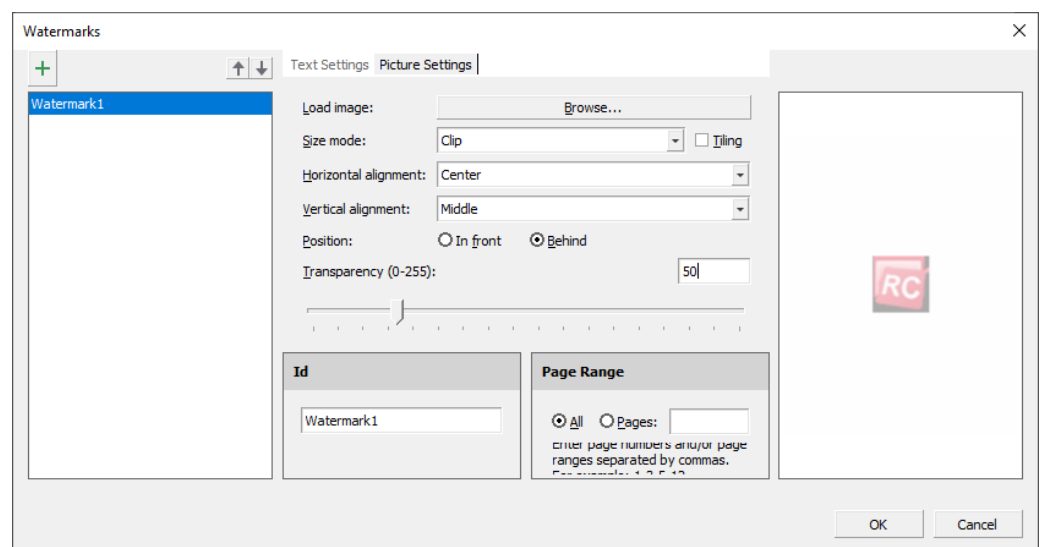 Watermarks
Text Settings Picture Settings
Watermark1
Load image: Browse...
Size mode: Clip Tiling
Horizontal alignment: Center
Vertical alignment: Middle
Position: In front Behind
Transparency (0-255): 50
RC
Id
Watermark1
Page Range
All Pages:
Enter page numbers and/or page
ranges separated by commas.
OK Cancel